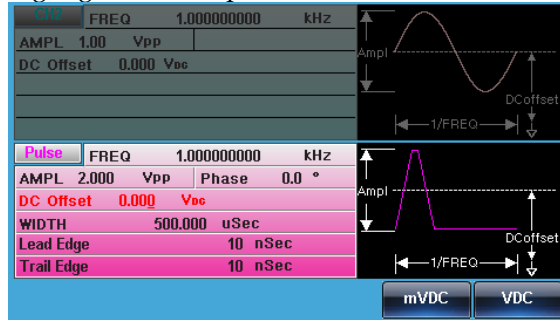 CH2 FREQ 1.000000000 kHz
AMPL 1.00 Vpp
DC Offset 0.000 VDC
Ampl
DCoffset
1/FREQ
Pulse FREQ 1.000000000 kHz
AMPL 2.000 Vpp Phase 0.0 °
DC Offset 0.000 VDC
WIDTH 500.000 uSec
Lead Edge 10 nSec
Trail Edge 10 nSec
Ampl
DCoffset
1/FREQ
mVDC VDC